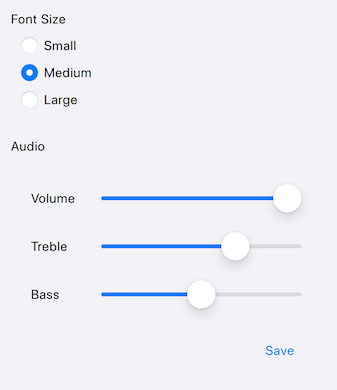 Font Size
Small
Medium
Large
Audio
Volume
Treble
Bass
Save